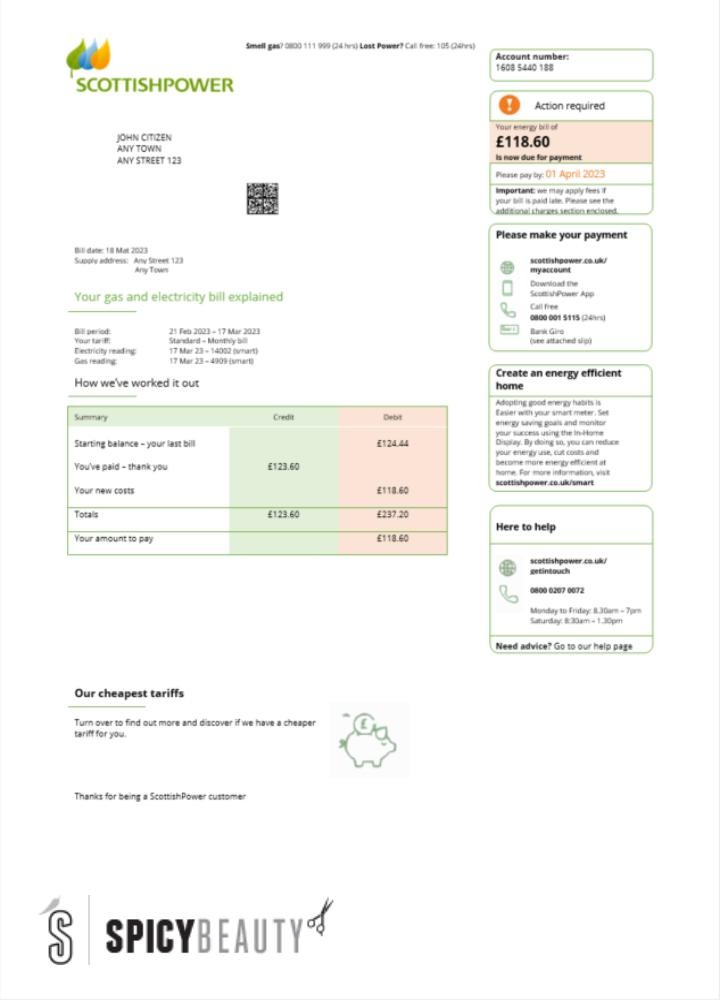 Smell gas? 0800 111 999 (24 hrs) Lost Power? Call free: 105 (24hrs)
SCOTTISHPOWER
JOHN CITIZEN
ANY TOWN
ANY STREET 123
Bill date: 18 Mat 2023
Supply address: Any Street 123
Any Town
Your gas and electricity bill explained
Bill period: 21 Feb 2023 – 17 Mar 2023
Your tariff: Standard – Monthly bill
Electricity reading: 17 Mar 23 – 14002 (smart)
Gas reading: 17 Mar 23 – 4909 (smart)
How we've worked it out
Summary Credit Debit
Starting balance – your last bill £124.44
You've paid – thank you £123.60
Your new costs £118.60
Totals £123.60 £237.20
Your amount to pay £118.60
Our cheapest tariffs
Turn over to find out more and discover if we have a cheaper
tariff for you.
£
Thanks for being a ScottishPower customer
Account number:
1608 5440 188
! Action required
Your energy bill of
£118.60
Is now due for payment
Please pay by: 01 April 2023
Important: we may apply fees if
your bill is paid late. Please see the
additional charges section enclosed.
Please make your payment
scottishpower.co.uk/
myaccount
Download the
ScottishPower App
Call free
0800 001 5115 (24hrs)
Bank Giro
(see attached slip)
Create an energy efficient
home
Adopting good energy habits is
Easier with your smart meter. Set
energy saving goals and monitor
your success using the In-Home
Display. By doing so, you can reduce
your energy use, cut costs and
become more energy efficient at
home. For more information, visit
scottishpower.co.uk/smart
Here to help
scottishpower.co.uk/
getintouch
0800 0207 0072
Monday to Friday: 8.30am – 7pm
Saturday: 8:30am – 1.30pm
Need advice? Go to our help page
S SPICYBEAUTY